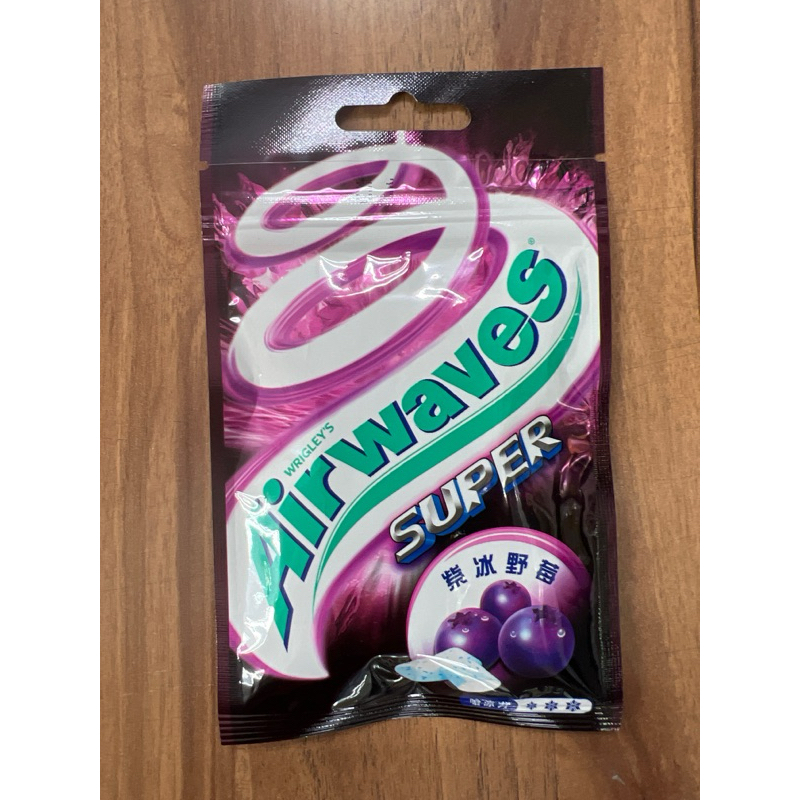 WRIGLEY'S
Airwaves®
SUPER
紫冰野莓